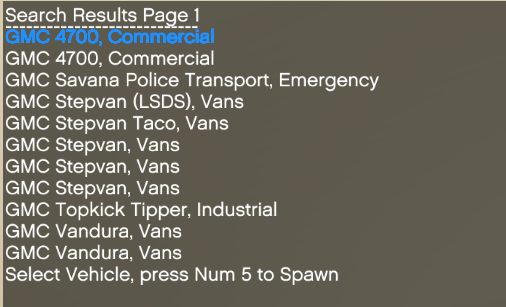 Search Results Page 1
------------------------------
GMC 4700, Commercial
GMC 4700, Commercial
GMC Savana Police Transport, Emergency
GMC Stepvan (LSDS), Vans
GMC Stepvan Taco, Vans
GMC Stepvan, Vans
GMC Stepvan, Vans
GMC Stepvan, Vans
GMC Topkick Tipper, Industrial
GMC Vandura, Vans
GMC Vandura, Vans
Select Vehicle, press Num 5 to Spawn